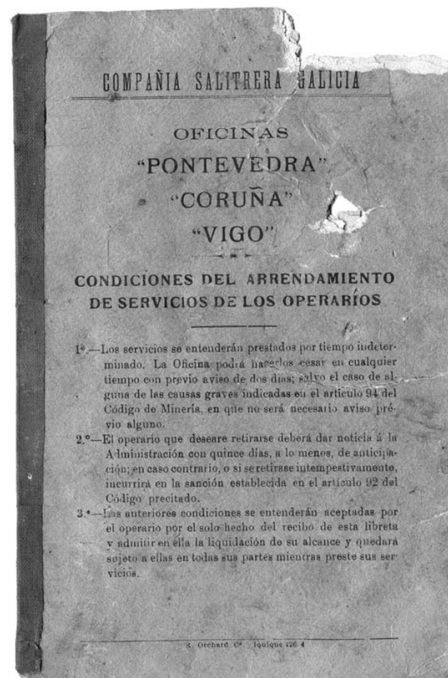 COMPAÑIA SALITRERA GALICIA
OFICINAS
"PONTEVEDRA"
"CORUÑA"
"VIGO"
CONDICIONES DEL ARRENDAMIENTO
DE SERVICIOS DE LOS OPERARÍOS
1ª—Los servicios se entenderán prestados por tiempo indeter-
minado. La Oficina podrá hacerlos cesar en cualquier
tiempo con previo aviso de dos días; salvo el caso de al-
guna de las causas graves indicadas en el artículo 94 del
Código de Minería, en que no será necesario aviso pré-
vio alguno.
2.º—El operario que deseare retirarse deberá dar noticia á la
Administración con quince días, a lo menos, de anticipa-
ción; en caso contrario, o si se retirase intempestivamente,
incurrirá en la sanción establecida en el artículo 92 del
Código precitado.
3.ª—Las anteriores condiciones se entenderán aceptadas por
el operario por el solo hecho del recibo de esta libreta
y admitir en ella la liquidación de su alcance y quedará
sujeto a ellas en todas sus partes mientras preste sus ser-
vicios.
Orchard Cª Iquique